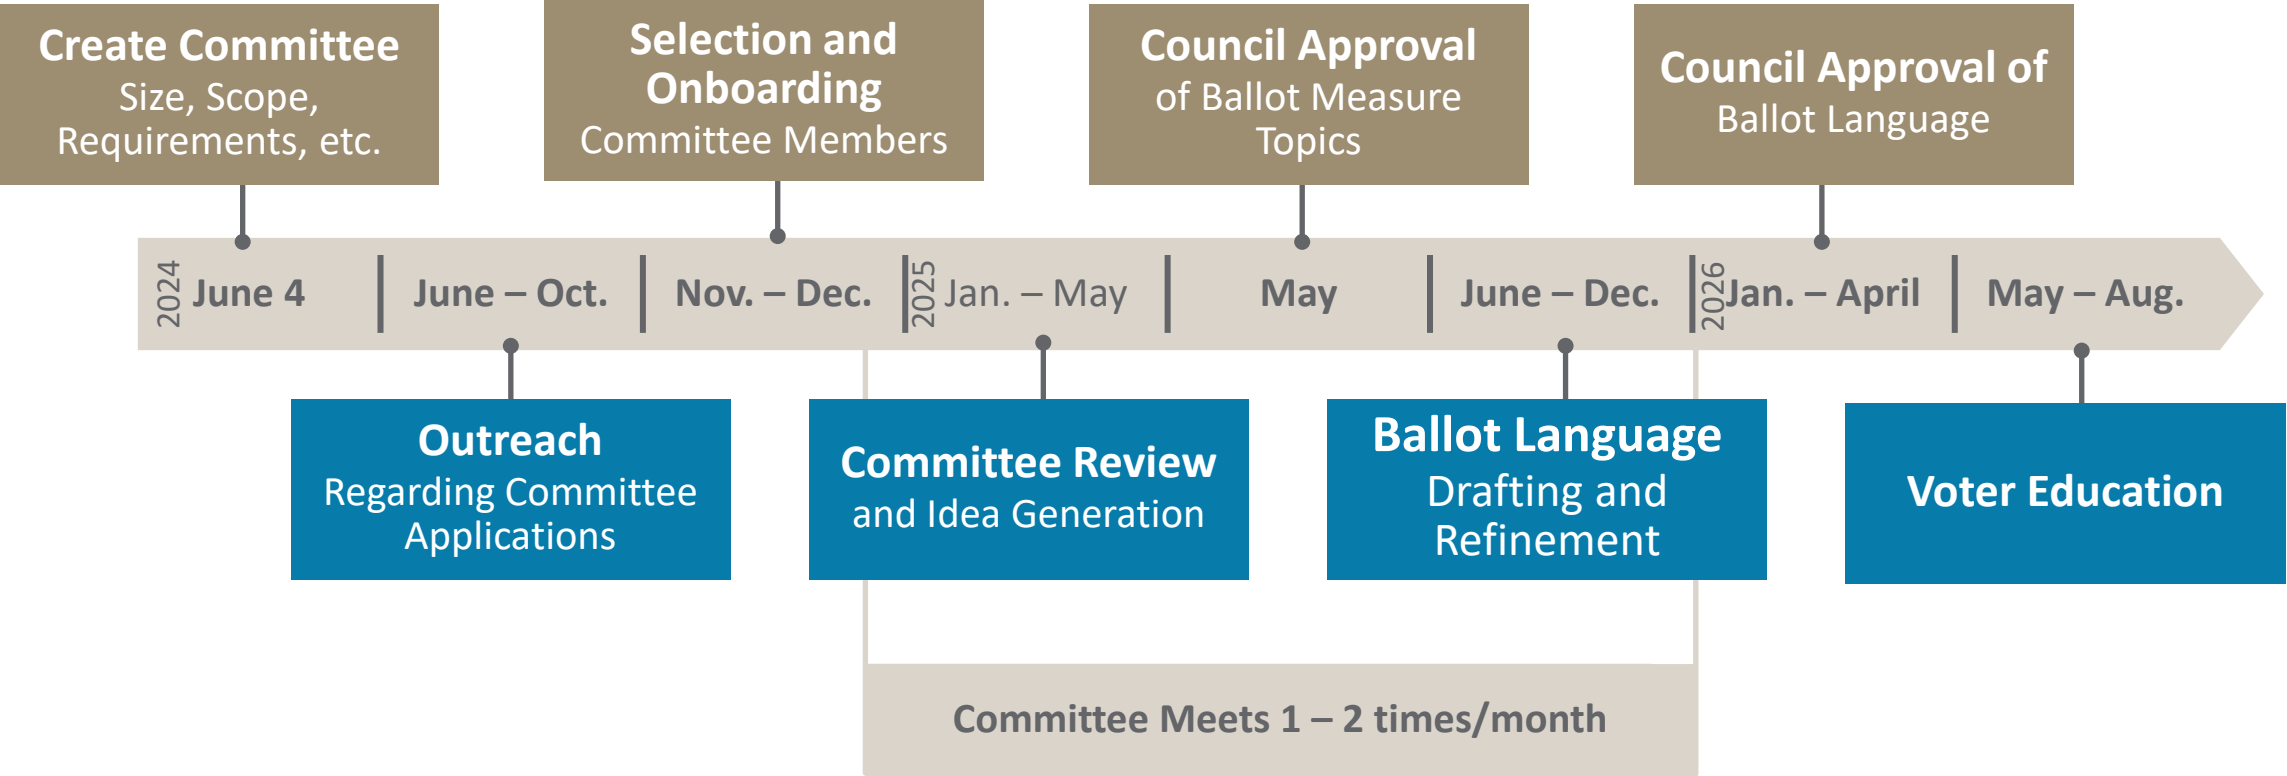 Create Committee
Size, Scope,
Requirements, etc.
Selection and
Onboarding
Committee Members
Council Approval
of Ballot Measure
Topics
Council Approval of
Ballot Language
2024
June 4
June – Oct.
Nov. – Dec.
2025
Jan. – May
May
June – Dec.
2026
Jan. – April
May – Aug.
Outreach
Regarding Committee
Applications
Committee Review
and Idea Generation
Ballot Language
Drafting and
Refinement
Voter Education
Committee Meets 1 – 2 times/month